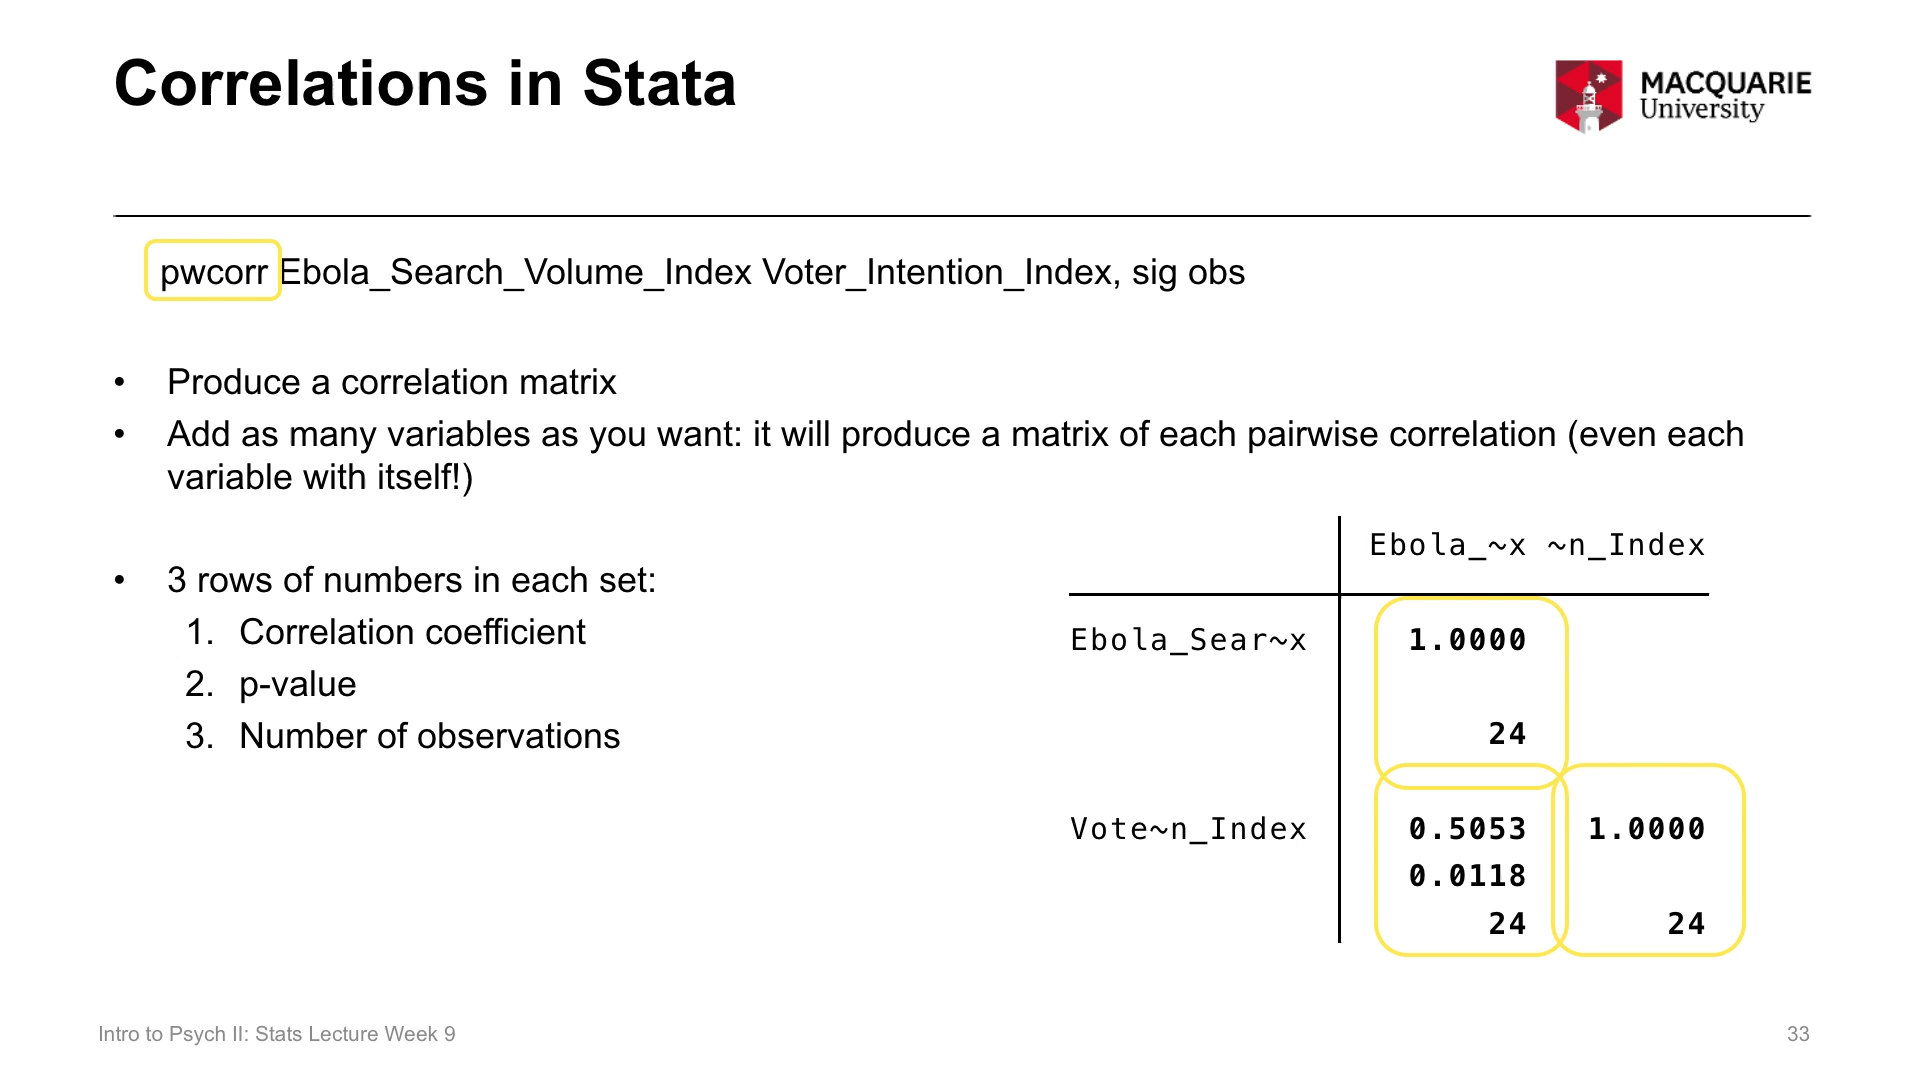 Correlations in Stata
MACQUARIE
University
pwcorr Ebola_Search_Volume_Index Voter_Intention_Index, sig obs
• Produce a correlation matrix
• Add as many variables as you want: it will produce a matrix of each pairwise correlation (even each
variable with itself!)
• 3 rows of numbers in each set:
1. Correlation coefficient
2. p-value
3. Number of observations
Ebola_~x ~n_Index
Ebola_Sear~x 1.0000
24
Vote~n_Index 0.5053 1.0000
0.0118
24 24
Intro to Psych II: Stats Lecture Week 9
33